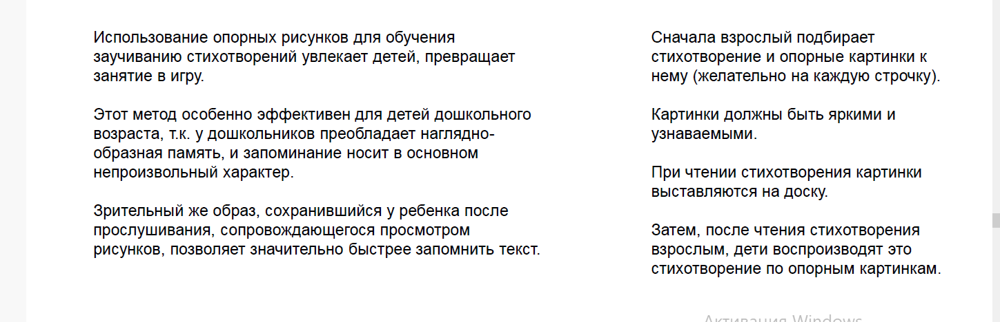 Использование опорных рисунков для обучения
заучиванию стихотворений увлекает детей, превращает
занятие в игру.
Этот метод особенно эффективен для детей дошкольного
возраста, т.к. у дошкольников преобладает наглядно-
образная память, и запоминание носит в основном
непроизвольный характер.
Зрительный же образ, сохранившийся у ребенка после
прослушивания, сопровождающегося просмотром
рисунков, позволяет значительно быстрее запомнить текст.
Сначала взрослый подбирает
стихотворение и опорные картинки к
нему (желательно на каждую строчку).
Картинки должны быть яркими и
узнаваемыми.
При чтении стихотворения картинки
выставляются на доску.
Затем, после чтения стихотворения
взрослым, дети воспроизводят это
стихотворение по опорным картинкам.
Активация Windows